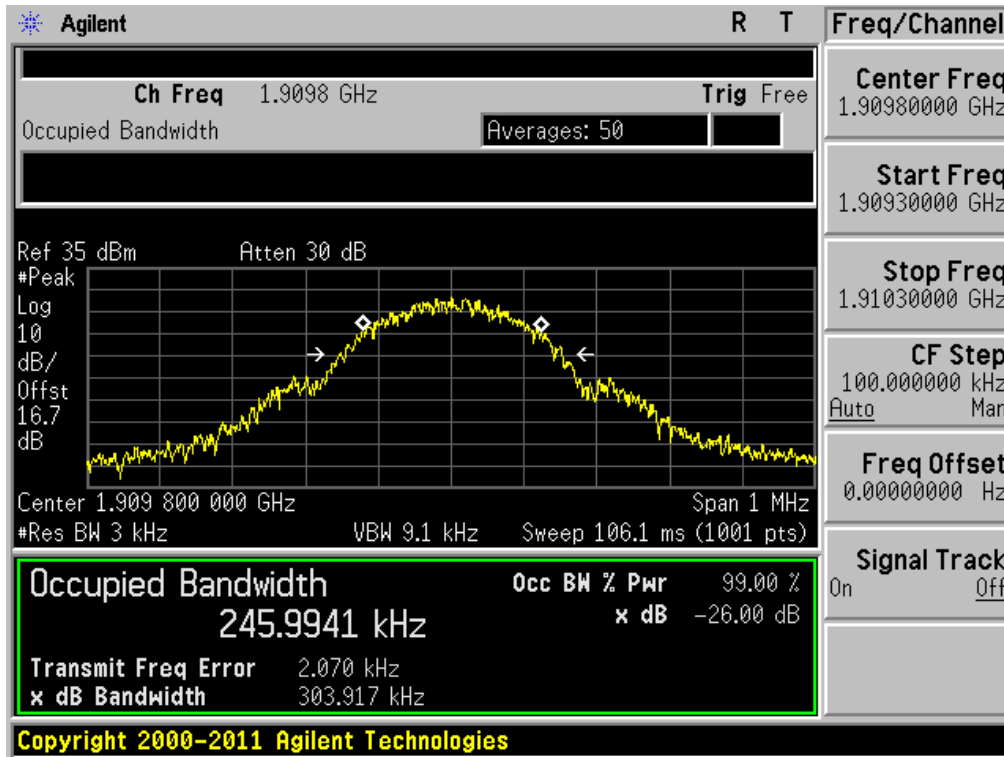 Agilent R T
Ch Freq 1.9098 GHz Trig Free
Occupied Bandwidth Averages: 50
Ref 35 dBm Atten 30 dB
#Peak
Log
10
dB/
Offst
16.7
dB
Center 1.909 800 000 GHz Span 1 MHz
#Res BW 3 kHz VBW 9.1 kHz Sweep 106.1 ms (1001 pts)
Occupied Bandwidth Occ BW % Pwr 99.00 %
245.9941 kHz x dB -26.00 dB
Transmit Freq Error 2.070 kHz
x dB Bandwidth 303.917 kHz
Copyright 2000-2011 Agilent Technologies
Freq/Channel
Center Freq
1.90980000 GHz
Start Freq
1.90930000 GHz
Stop Freq
1.91030000 GHz
CF Step
100.000000 kHz
Auto Man
Freq Offset
0.00000000 Hz
Signal Track
On Off